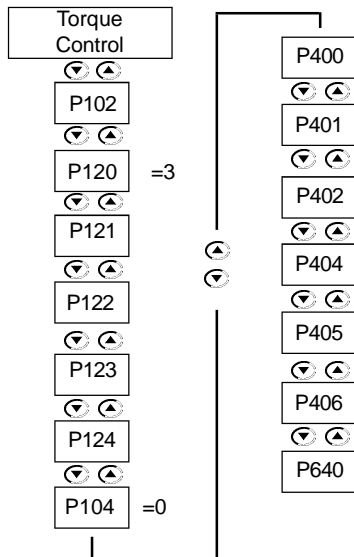 Torque
Control
P102
P120 =3
P121
P122
P123
P124
P104 =0
P400
P401
P402
P404
P405
P406
P640